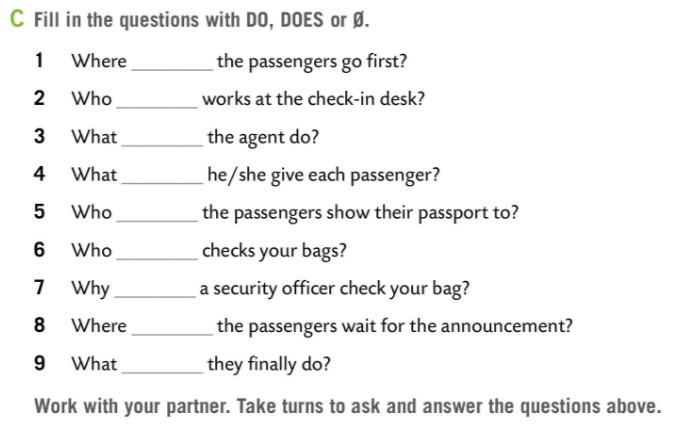 C Fill in the questions with DO, DOES or Ø.
1 Where ________ the passengers go first?
2 Who ________ works at the check-in desk?
3 What ________ the agent do?
4 What ________ he/she give each passenger?
5 Who ________ the passengers show their passport to?
6 Who ________ checks your bags?
7 Why ________ a security officer check your bag?
8 Where ________ the passengers wait for the announcement?
9 What ________ they finally do?
Work with your partner. Take turns to ask and answer the questions above.